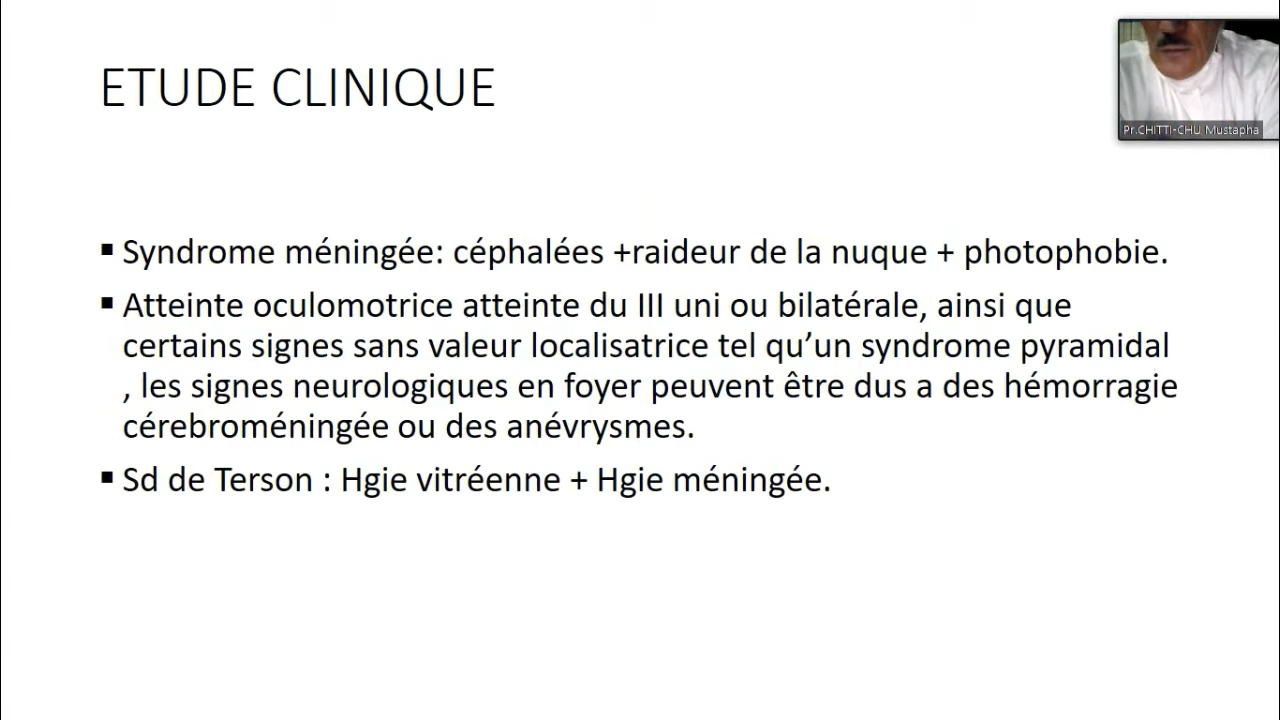 ETUDE CLINIQUE
Pr.CHITTI-CHU Mustapha
▪ Syndrome méningée: céphalées +raideur de la nuque + photophobie.
▪ Atteinte oculomotrice atteinte du III uni ou bilatérale, ainsi que
certains signes sans valeur localisatrice tel qu’un syndrome pyramidal
, les signes neurologiques en foyer peuvent être dus a des hémorragie
cérebroméningée ou des anévrysmes.
▪ Sd de Terson : Hgie vitréenne + Hgie méningée.